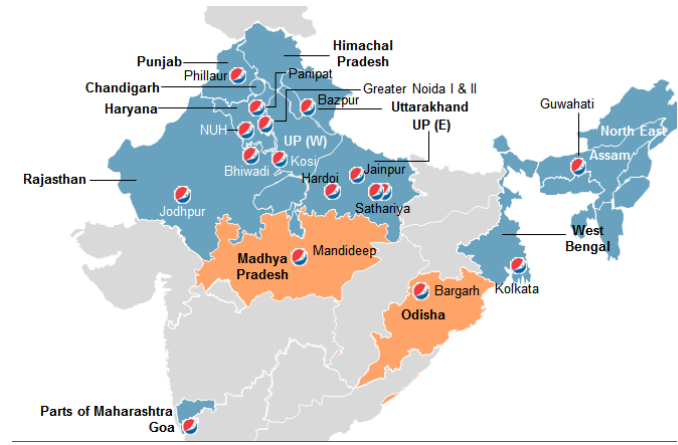 Himachal
Pradesh
Punjab
Phillaur
Panipat
Chandigarh
Greater Noida I & II
Haryana
Bazpur
Uttarakhand
UP (E)
Guwahati
NUH
UP (W)
North East
Assam
Bhiwadi
Kosi
Rajasthan
Jainpur
Hardoi
Jodhpur
Sathariya
West
Bengal
Madhya
Pradesh
Mandideep
Kolkata
Bargarh
Odisha
Parts of Maharashtra
Goa